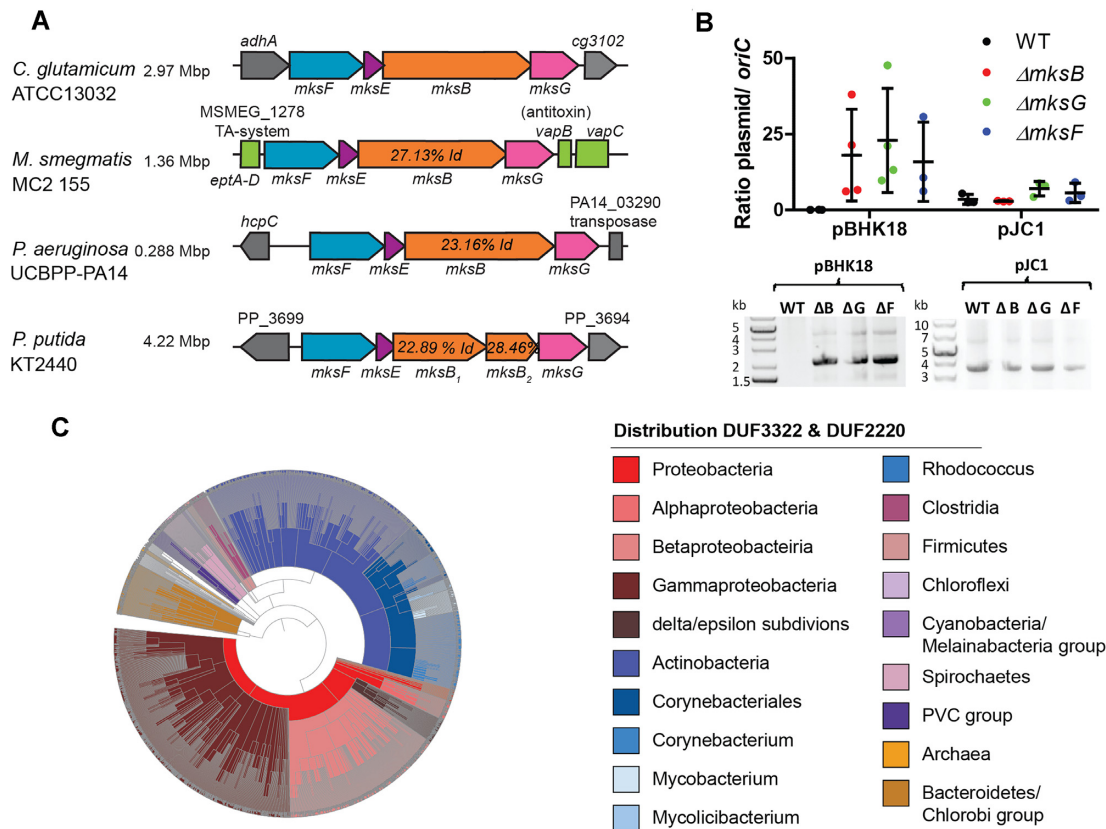 A
adhA
cg3102
C. glutamicum
ATCC13032
2.97 Mbp
mksF
mksE
mksB
mksG
MSMEG_1278
TA-system
(antitoxin)
vapB
vapC
M. smegmatis
MC2 155
1.36 Mbp
27.13% Id
eptA-D
mksF
mksE
mksB
mksG
hcpC
PA14_03290
transposase
P. aeruginosa
UCBPP-PA14
0.288 Mbp
23.16% Id
mksF
mksE
mksB
mksG
PP_3699
PP_3694
P. putida
KT2440
4.22 Mbp
22.89 % Id
28.46%
mksF
mksE
mksB1
mksB2
mksG
B
Ratio plasmid/ oriC
50
25
0
pBHK18
pJC1
WT
ΔmksB
ΔmksG
ΔmksF
pBHK18
kb
WT
ΔB
ΔG
ΔF
5
4
3
2
1.5
pJC1
kb
WT
Δ B
Δ G
ΔF
10
7
5
4
3
C
Distribution DUF3322 & DUF2220
Proteobacteria
Alphaproteobacteria
Betaproteobacteiria
Gammaproteobacteria
delta/epsilon subdivions
Actinobacteria
Corynebacteriales
Corynebacterium
Mycobacterium
Mycolicibacterium
Rhodococcus
Clostridia
Firmicutes
Chloroflexi
Cyanobacteria/
Melainabacteria group
Spirochaetes
PVC group
Archaea
Bacteroidetes/
Chlorobi group